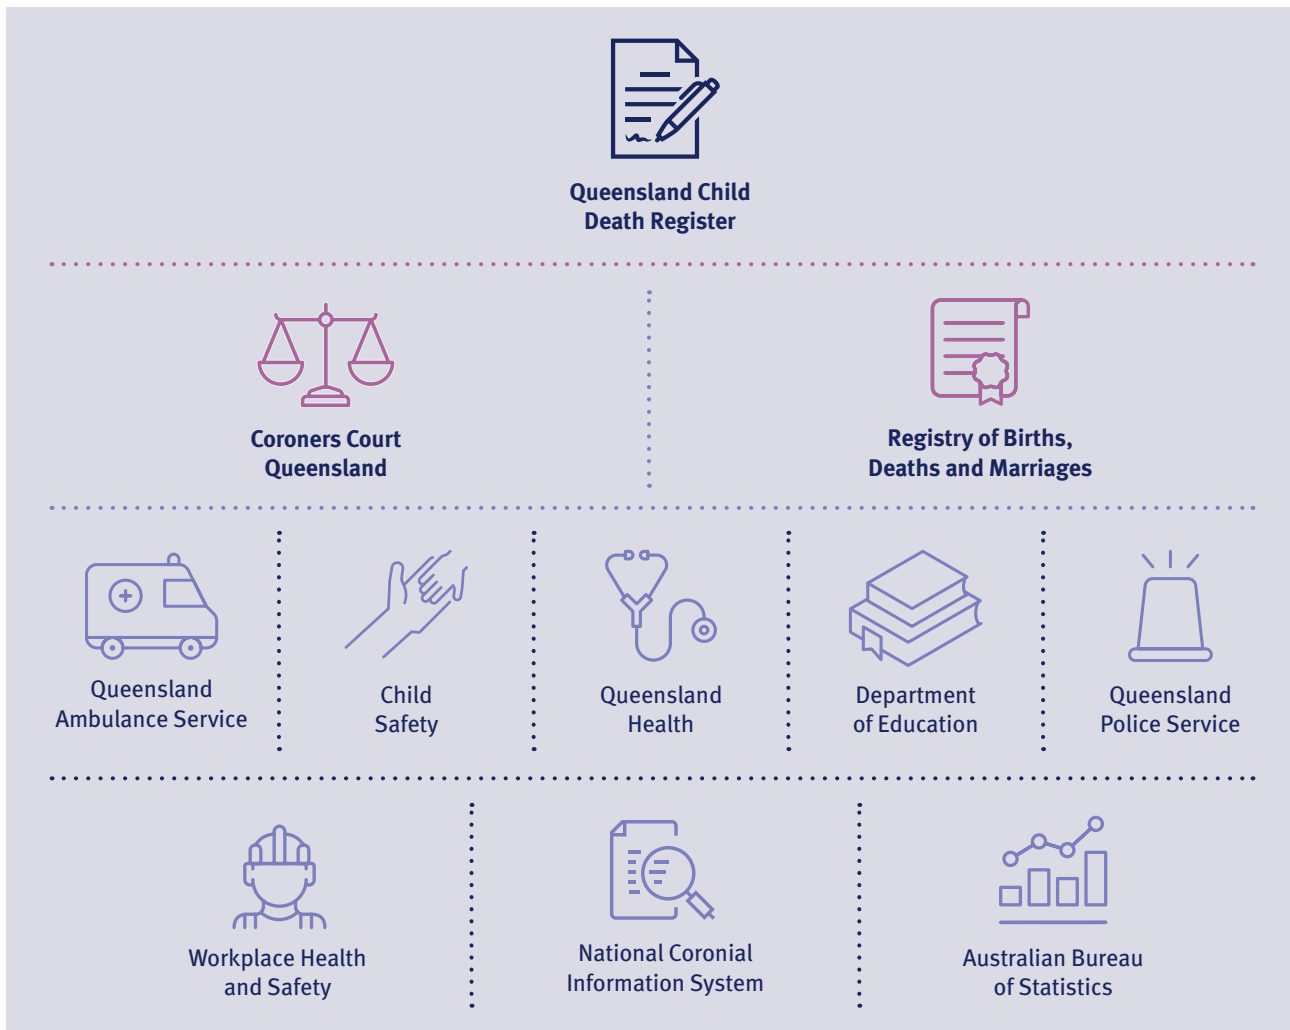 Queensland Child
Death Register
Coroners Court
Queensland
Registry of Births,
Deaths and Marriages
Queensland
Ambulance Service
Child
Safety
Queensland
Health
Department
of Education
Queensland
Police Service
Workplace Health
and Safety
National Coronial
Information System
Australian Bureau
of Statistics